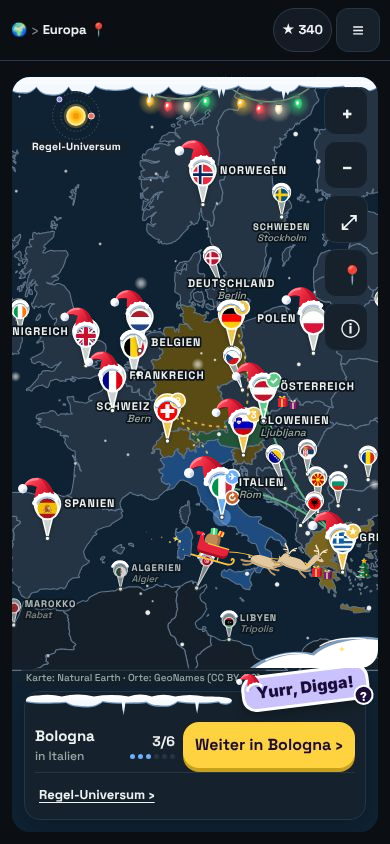 > Europa
★ 340
Regel-Universum
NORWEGEN
SCHWEDEN
Stockholm
DEUTSCHLAND
Berlin
POLEN
NIGREICH
BELGIEN
FRANKREICH
ÖSTERREICH
SCHWEIZ
Bern
SLOWENIEN
Ljubljana
ITALIEN
Rom
SPANIEN
GRI
ALGERIEN
Algier
MAROKKO
Rabat
LIBYEN
Tripolis
Karte: Natural Earth · Orte: GeoNames (CC BY
Yurr, Digga!
?
Bologna
in Italien
3/6
Weiter in Bologna >
Regel-Universum >